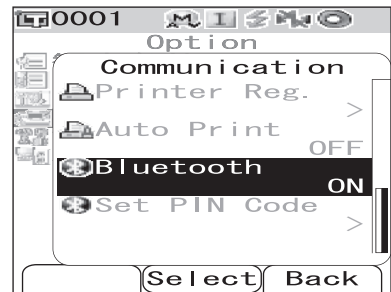 0001 M I
Option
Communication
Printer Reg.
>
Auto Print
OFF
Bluetooth
ON
Set PIN Code
>
Select Back